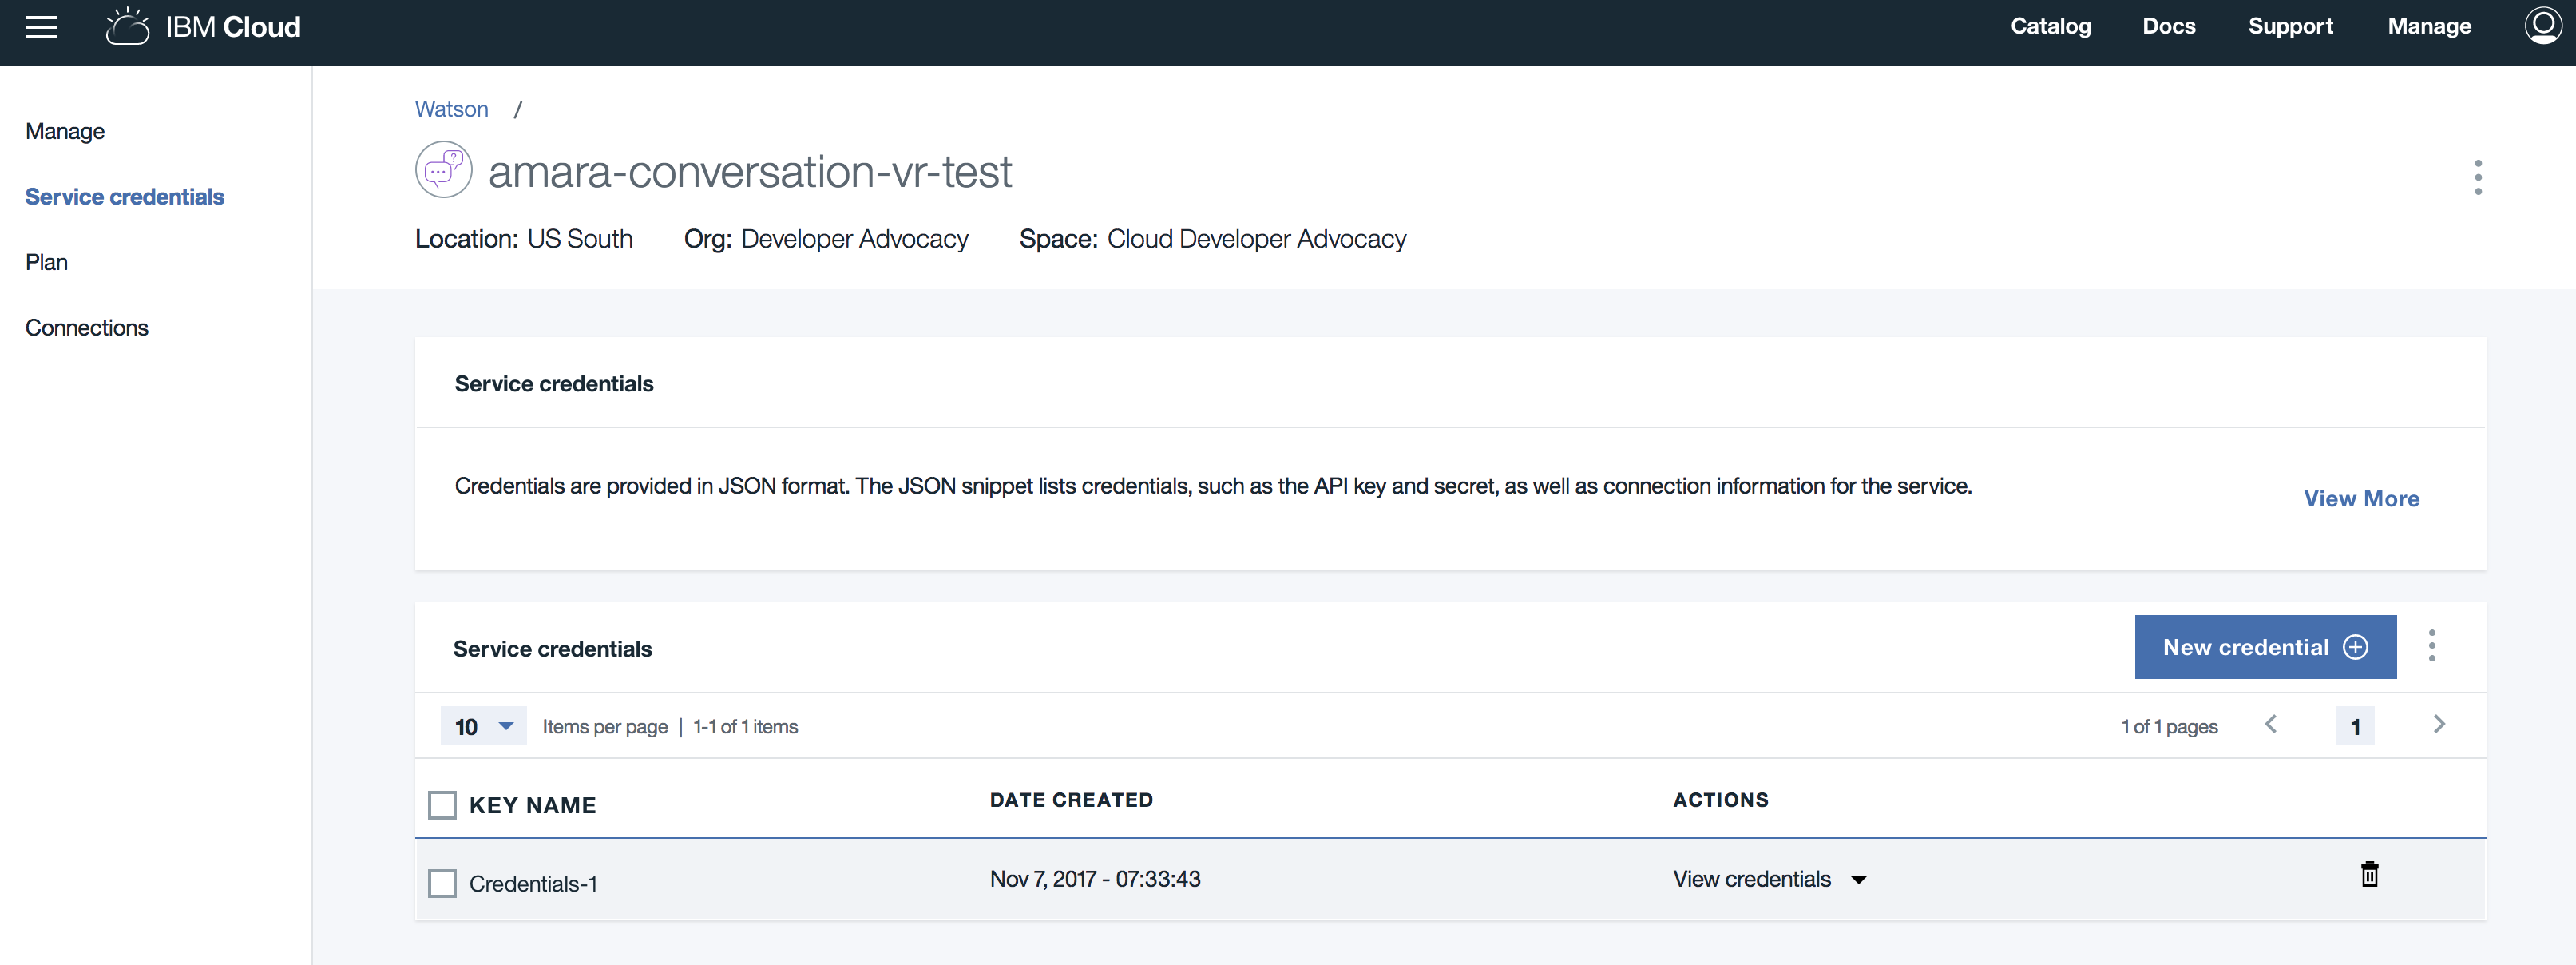 IBM Cloud Catalog Docs Support Manage
Manage
Service credentials
Plan
Connections
Watson /
amara-conversation-vr-test
Location: US South Org: Developer Advocacy Space: Cloud Developer Advocacy
Service credentials
Credentials are provided in JSON format. The JSON snippet lists credentials, such as the API key and secret, as well as connection information for the service.
View More
Service credentials
New credential
10 Items per page | 1-1 of 1 items 1 of 1 pages 1
KEY NAME DATE CREATED ACTIONS
Credentials-1 Nov 7, 2017 - 07:33:43 View credentials